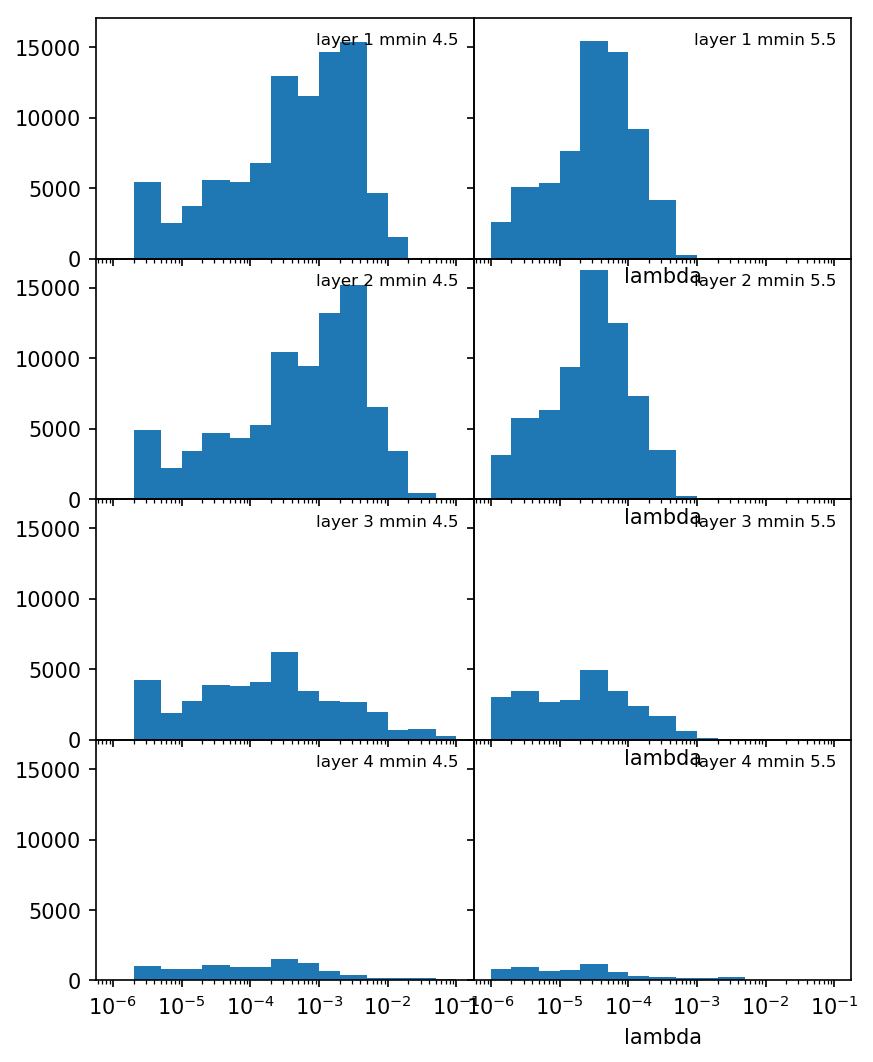 layer 1 mmin 4.5
layer 1 mmin 5.5
15000
10000
5000
0
lambda
layer 2 mmin 4.5
layer 2 mmin 5.5
15000
10000
5000
0
lambda
layer 3 mmin 4.5
layer 3 mmin 5.5
15000
10000
5000
0
lambda
layer 4 mmin 4.5
layer 4 mmin 5.5
15000
10000
5000
0
10⁻⁶ 10⁻⁵ 10⁻⁴ 10⁻³ 10⁻² 10⁻¹
10⁻⁶ 10⁻⁵ 10⁻⁴ 10⁻³ 10⁻² 10⁻¹
lambda